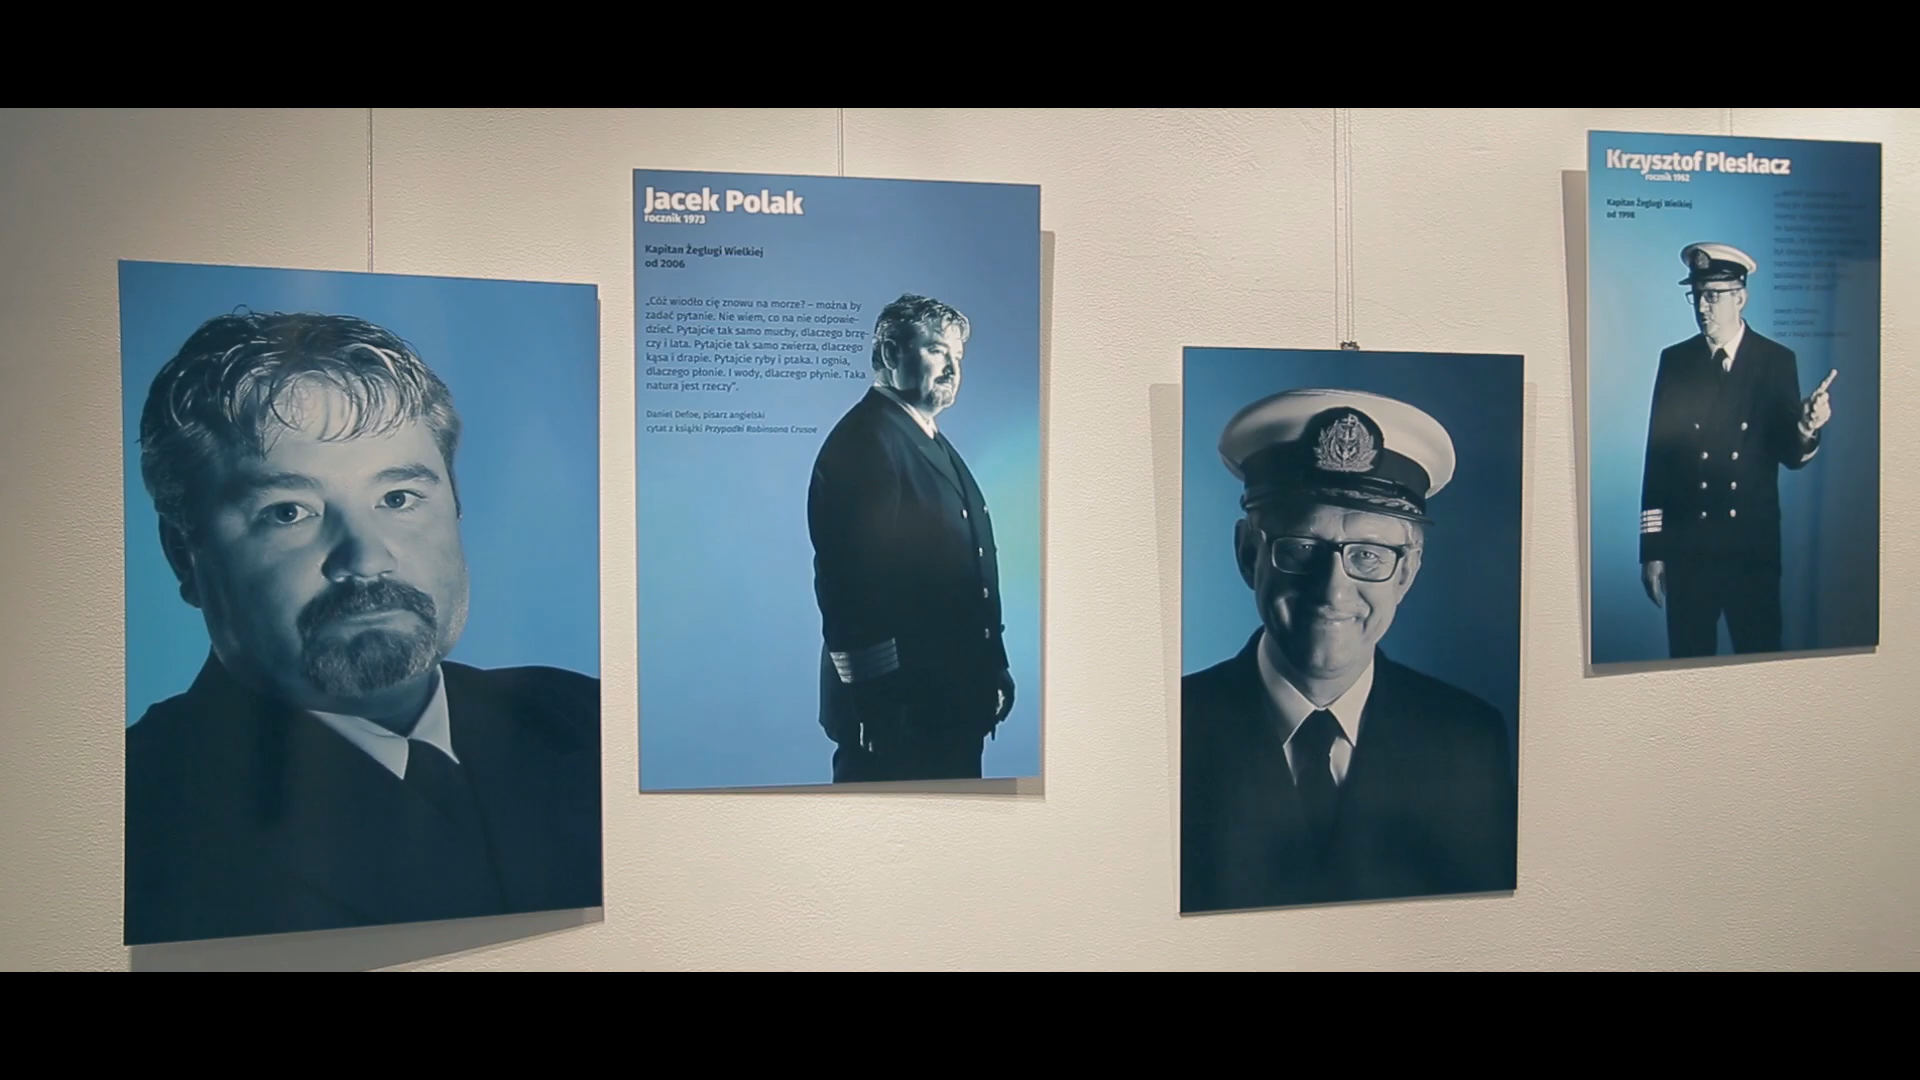 Jacek Polak
rocznik 1973
Kapitan Żeglugi Wielkiej
od 2006
„Cóż wiodło cię znowu na morze? – można by
zadać pytanie. Nie wiem, co na nie odpowie-
dzieć. Pytajcie tak samo muchy, dlaczego brzę-
czy i lata. Pytajcie tak samo zwierza, dlaczego
kąsa i drapie. Pytajcie ryby i ptaka. I ognia,
dlaczego płonie. I wody, dlaczego płynie. Taka
natura jest rzeczy”.
Daniel Defoe, pisarz angielski
cytat z książki Przypadki Robinsona Crusoe
Krzysztof Pleskacz
rocznik 1962
Kapitan Żeglugi Wielkiej
od 1998